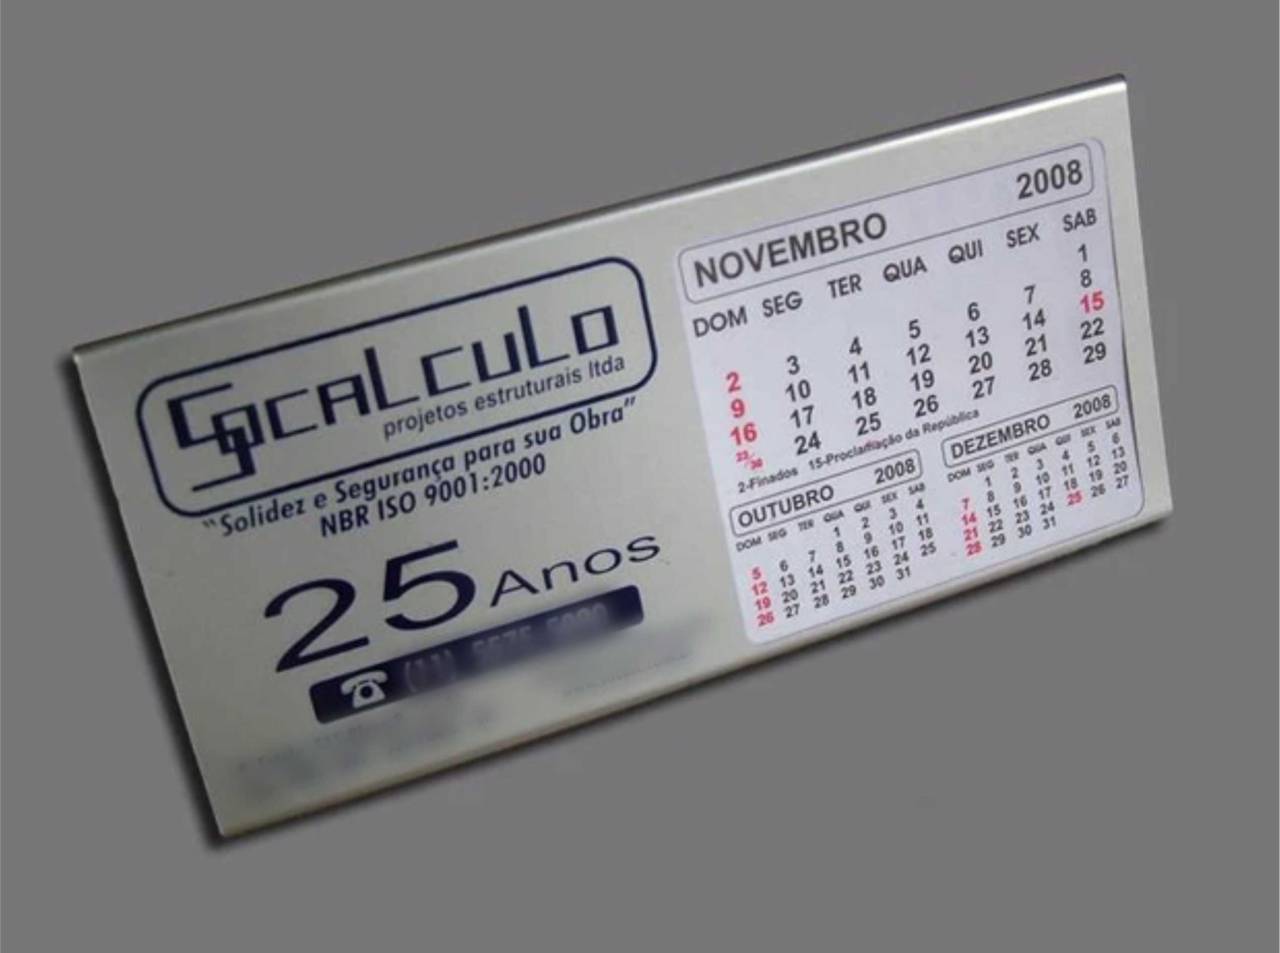 SOCALCULO
projetos estruturais ltda
"Solidez e Segurança para sua Obra"
NBR ISO 9001:2000
25 Anos
NOVEMBRO 2008
DOM SEG TER QUA QUI SEX SAB
1
2 3 4 5 6 7 8
9 10 11 12 13 14 15
16 17 18 19 20 21 22
23/30 24 25 26 27 28 29
2-Finados 15-Proclamação da República
OUTUBRO 2008
DOM SEG TER QUA QUI SEX SAB
1 2 3 4
5 6 7 8 9 10 11
12 13 14 15 16 17 18
19 20 21 22 23 24 25
26 27 28 29 30 31
DEZEMBRO 2008
DOM SEG TER QUA QUI SEX SAB
1 2 3 4 5 6
7 8 9 10 11 12 13
14 15 16 17 18 19 20
21 22 23 24 25 26 27
28 29 30 31